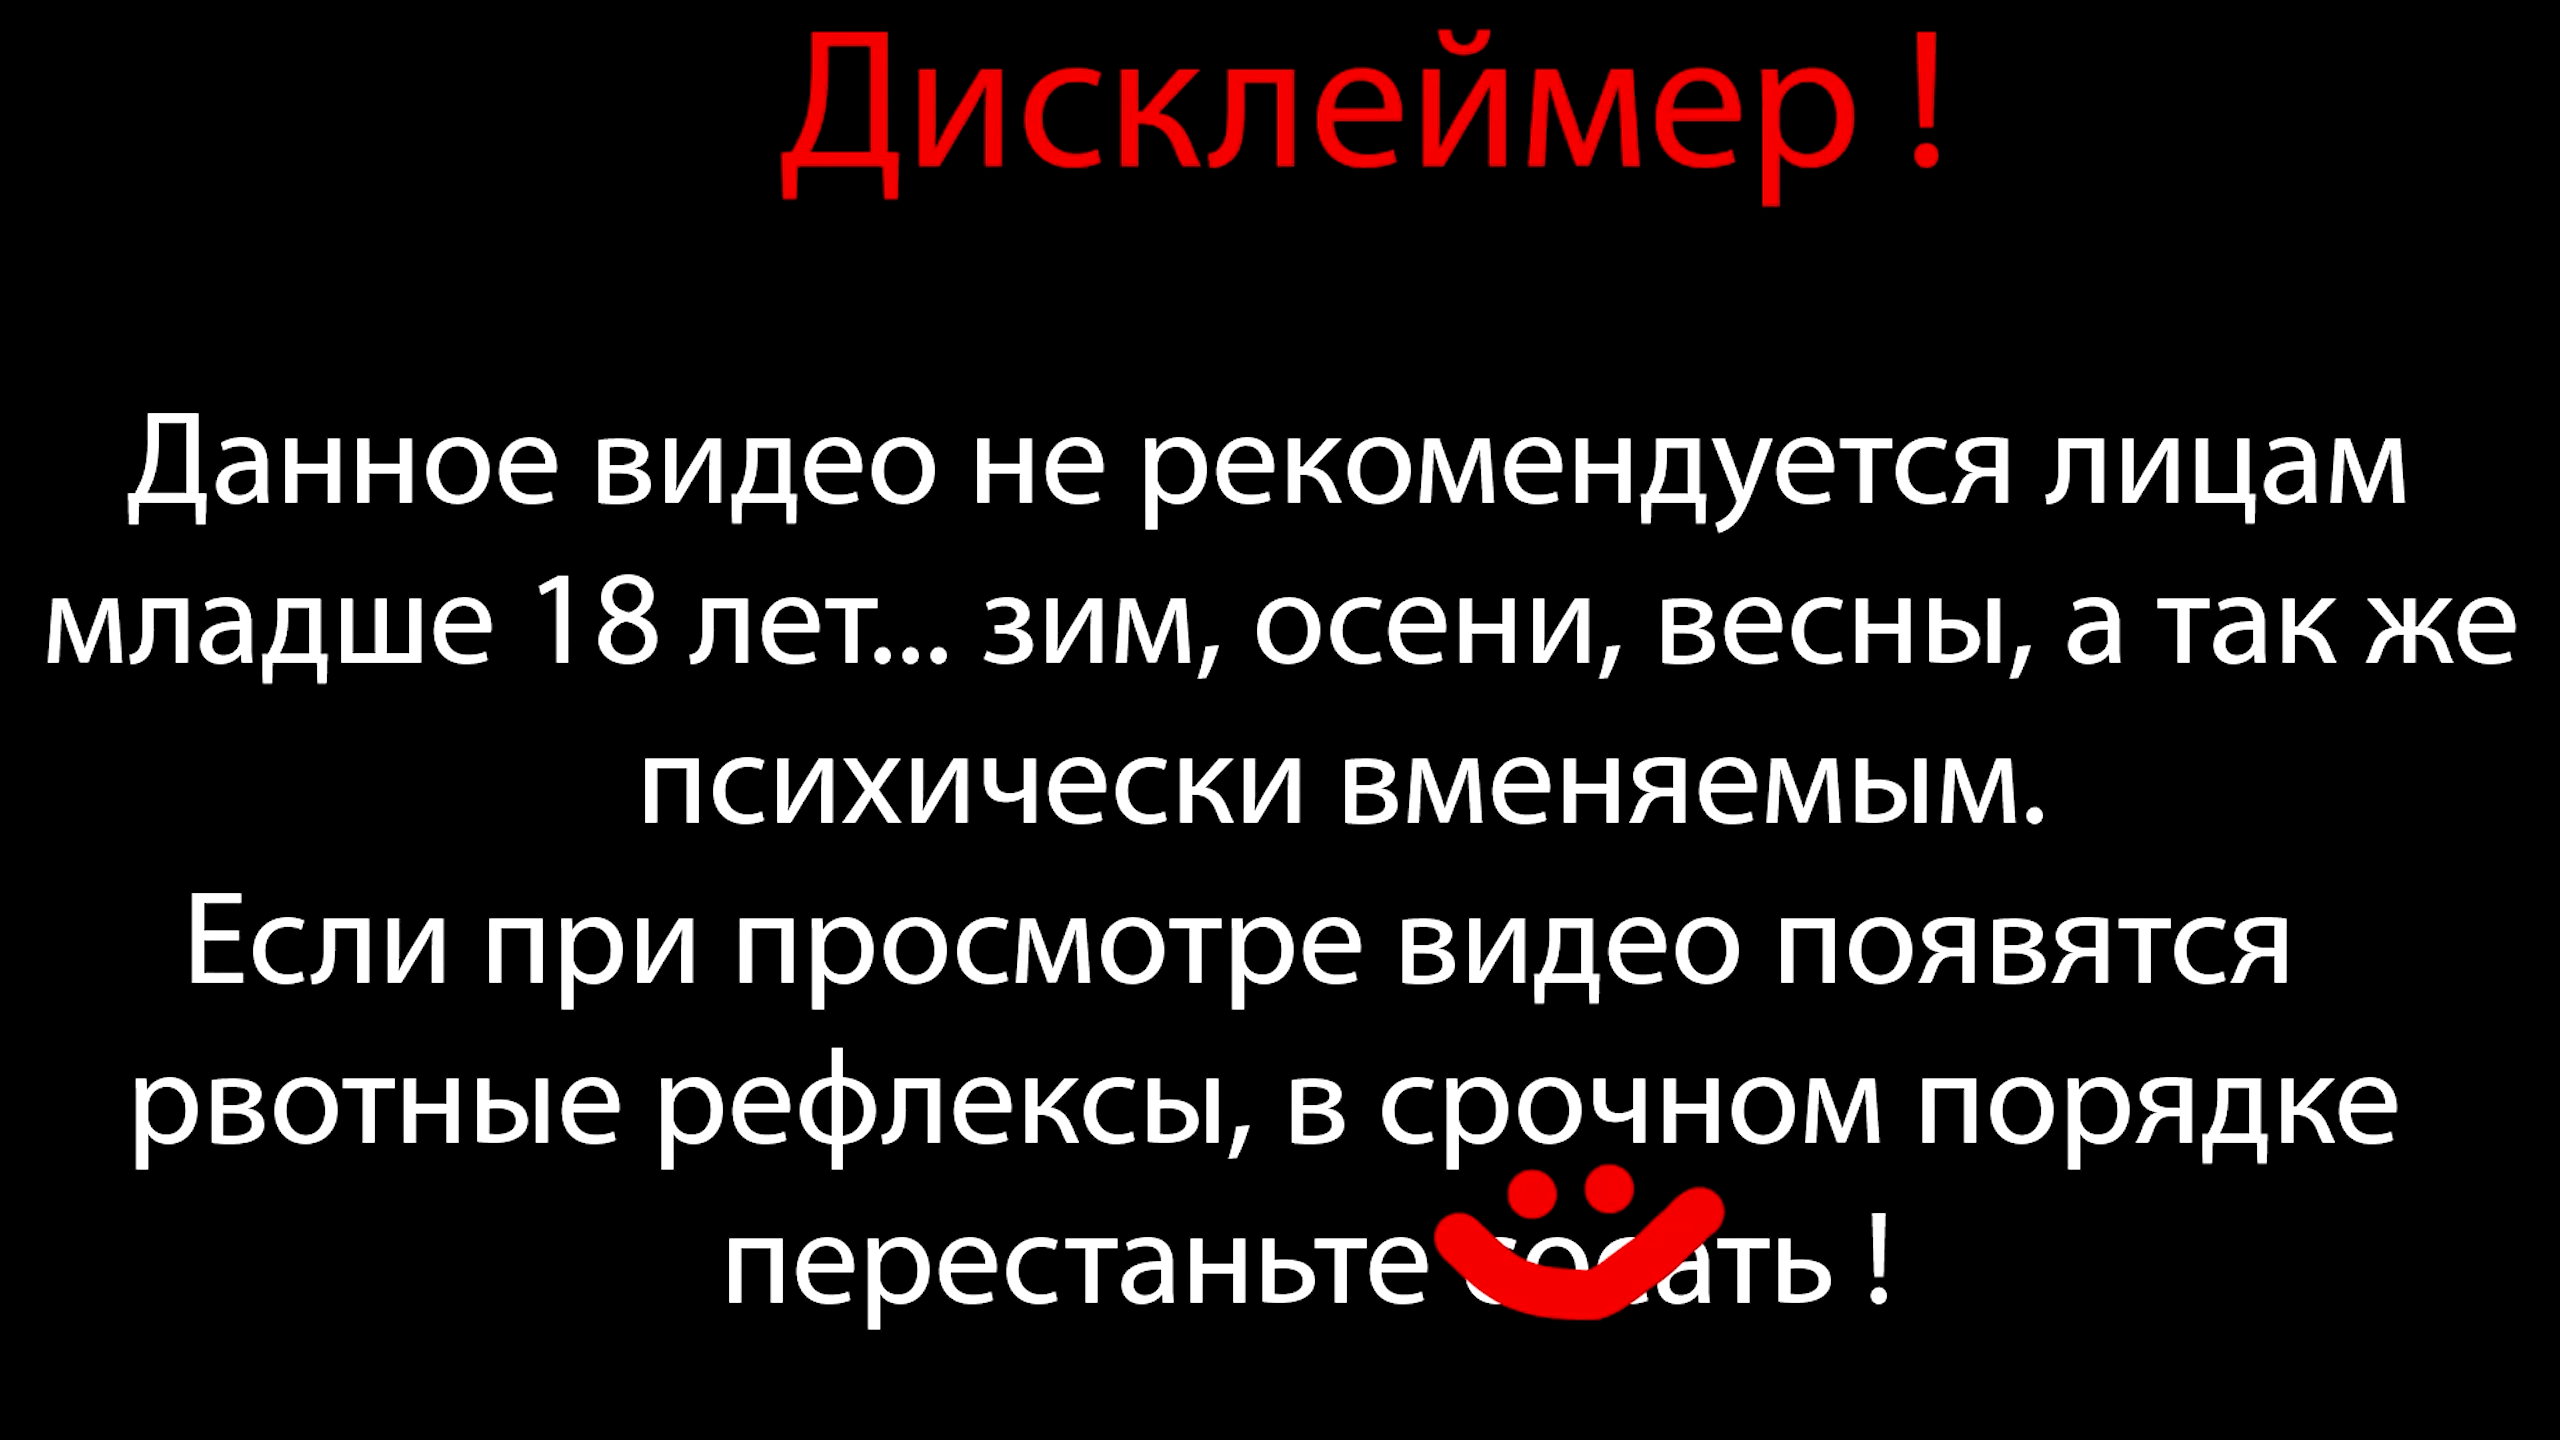 Дисклеймер !
Данное видео не рекомендуется лицам
младше 18 лет... зим, осени, весны, а так же
психически вменяемым.
Если при просмотре видео появятся
рвотные рефлексы, в срочном порядке
перестаньте сосать !